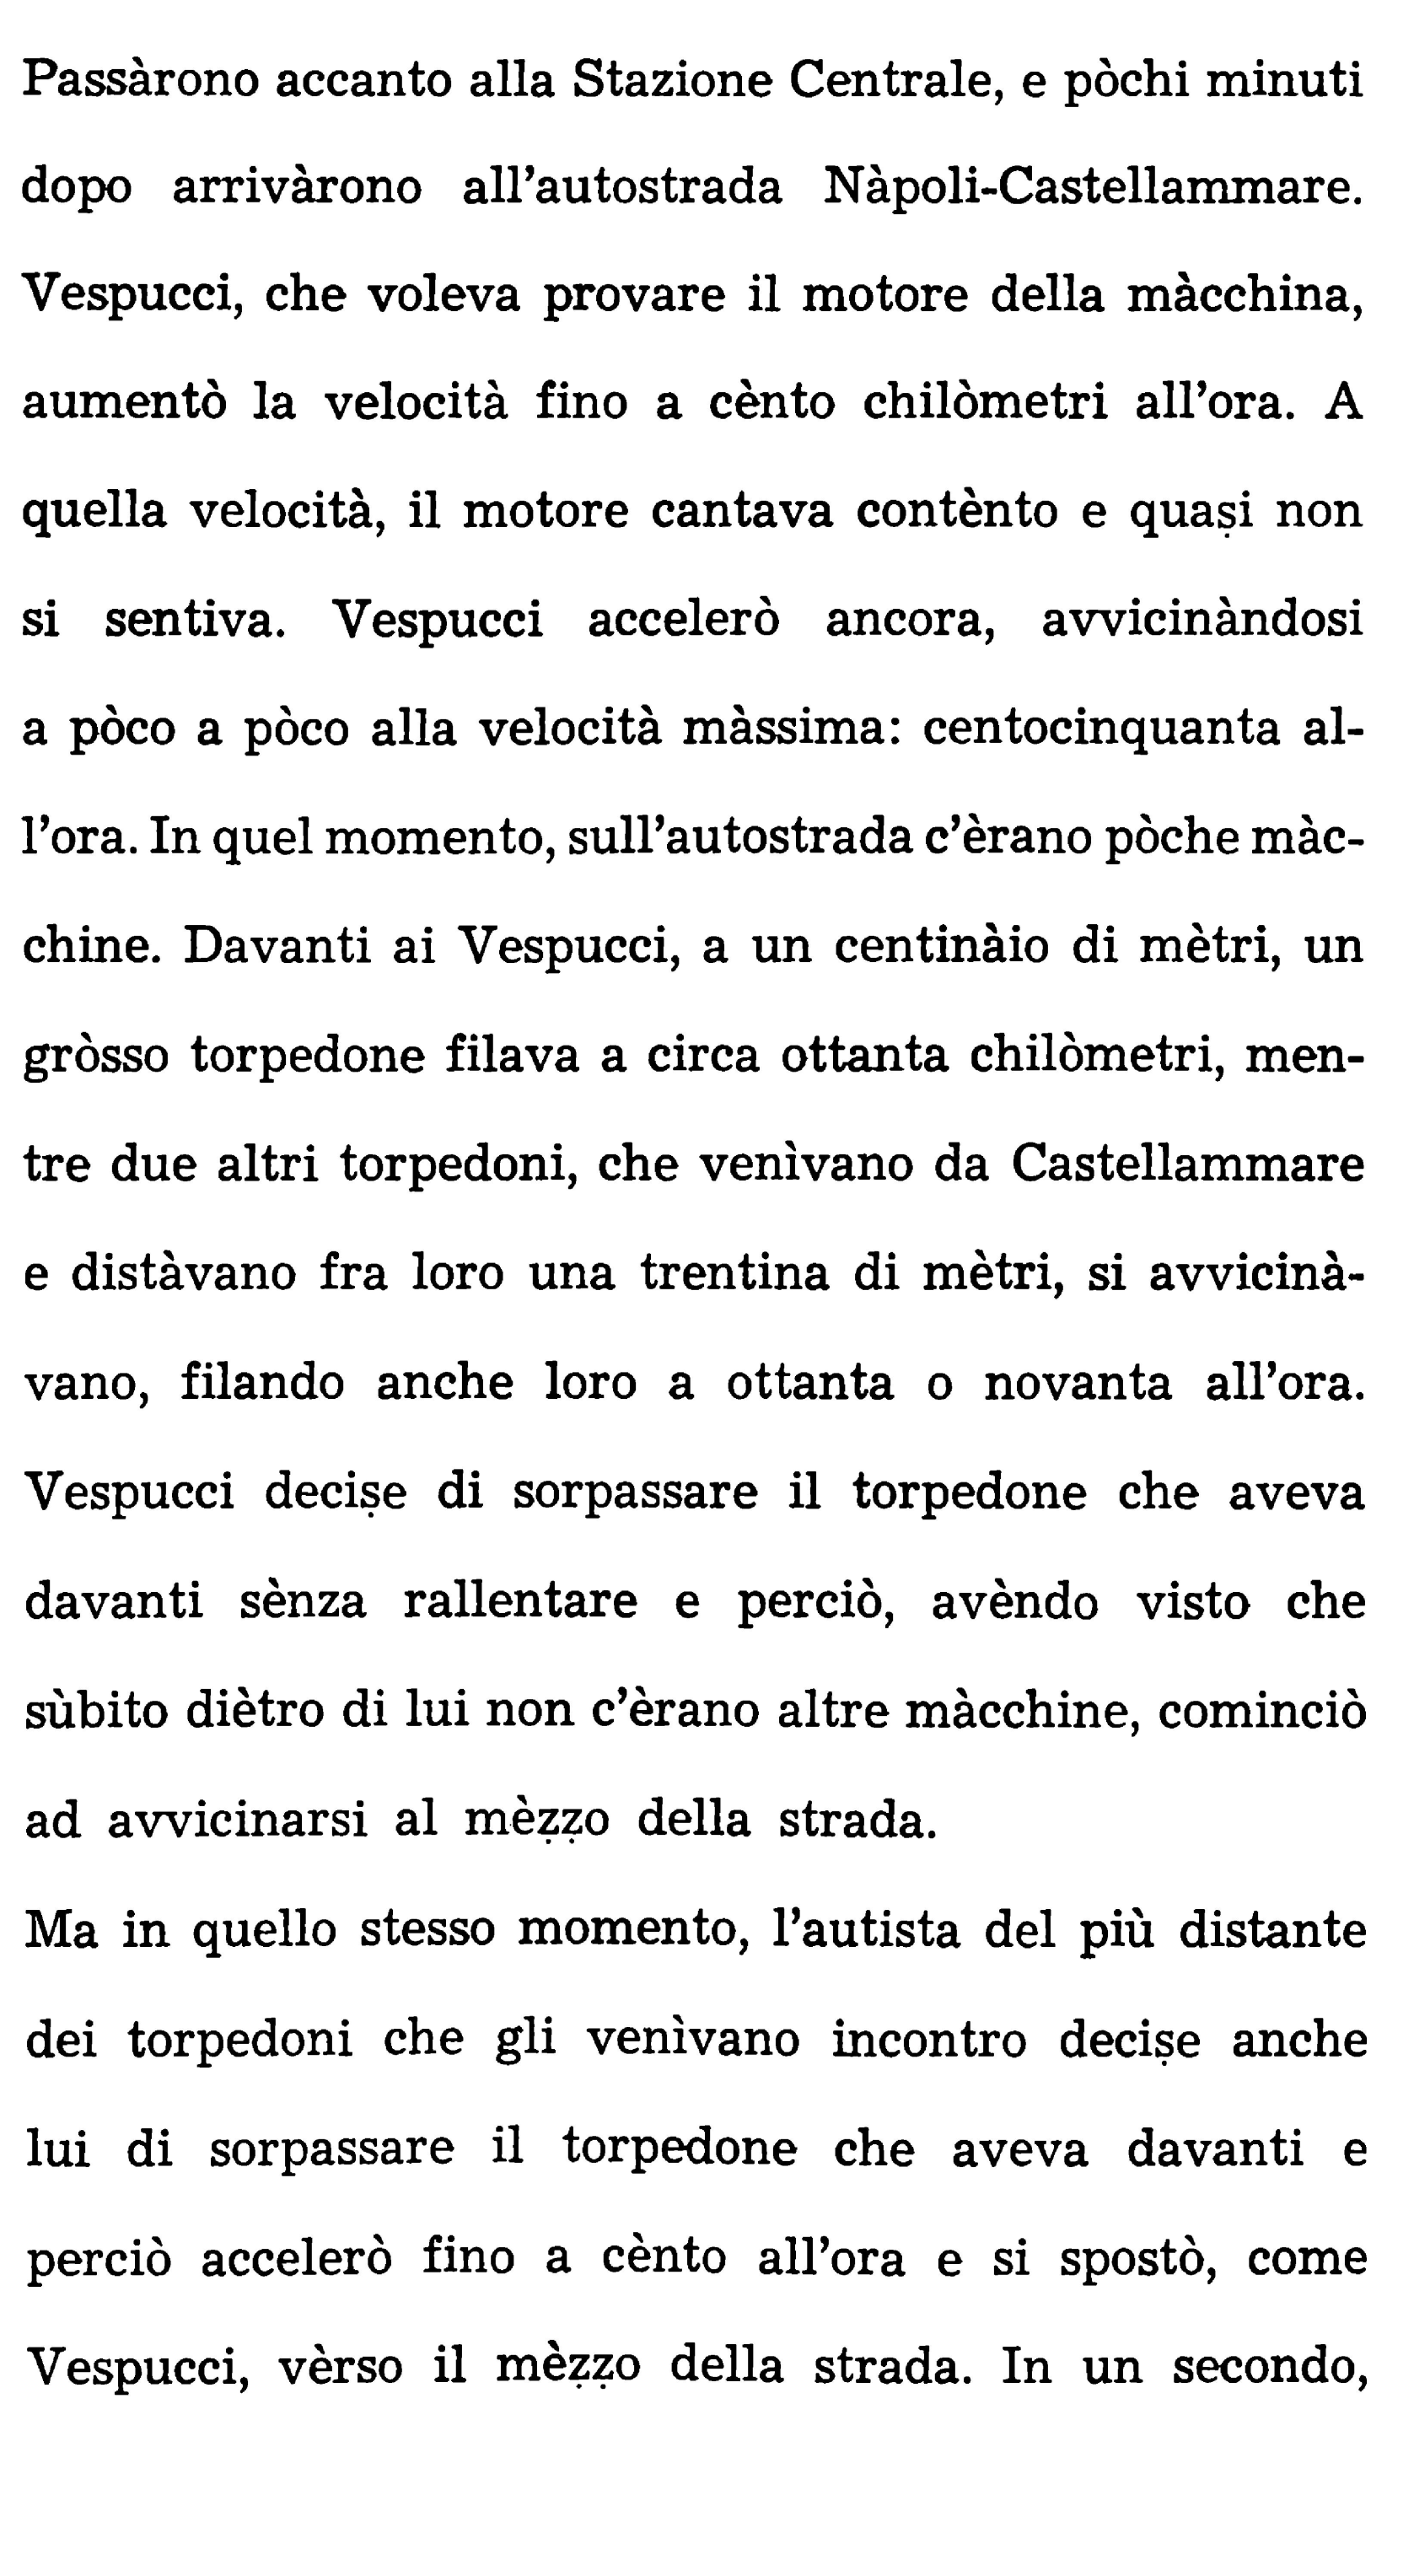 Passàrono accanto alla Stazione Centrale, e pòchi minuti
dopo arrivàrono all’autostrada Nàpoli-Castellammare.
Vespucci, che voleva provare il motore della màcchina,
aumentò la velocità fino a cènto chilòmetri all’ora. A
quella velocità, il motore cantava contènto e quaṣi non
si sentiva. Vespucci accelerò ancora, avvicinàndosi
a pòco a pòco alla velocità màssima: centocinquanta al-
l’ora. In quel momento, sull’autostrada c’èrano pòche màc-
chine. Davanti ai Vespucci, a un centinàio di mètri, un
gròsso torpedone filava a circa ottanta chilòmetri, men-
tre due altri torpedoni, che venìvano da Castellammare
e distàvano fra loro una trentina di mètri, si avvicinà-
vano, filando anche loro a ottanta o novanta all’ora.
Vespucci deciṣe di sorpassare il torpedone che aveva
davanti sènza rallentare e perciò, avèndo visto che
sùbito diètro di lui non c’èrano altre màcchine, cominciò
ad avvicinarsi al mèẓẓo della strada.
Ma in quello stesso momento, l’autista del più distante
dei torpedoni che gli venìvano incontro deciṣe anche
lui di sorpassare il torpedone che aveva davanti e
perciò accelerò fino a cènto all’ora e si spostò, come
Vespucci, vèrso il mèẓẓo della strada. In un secondo,